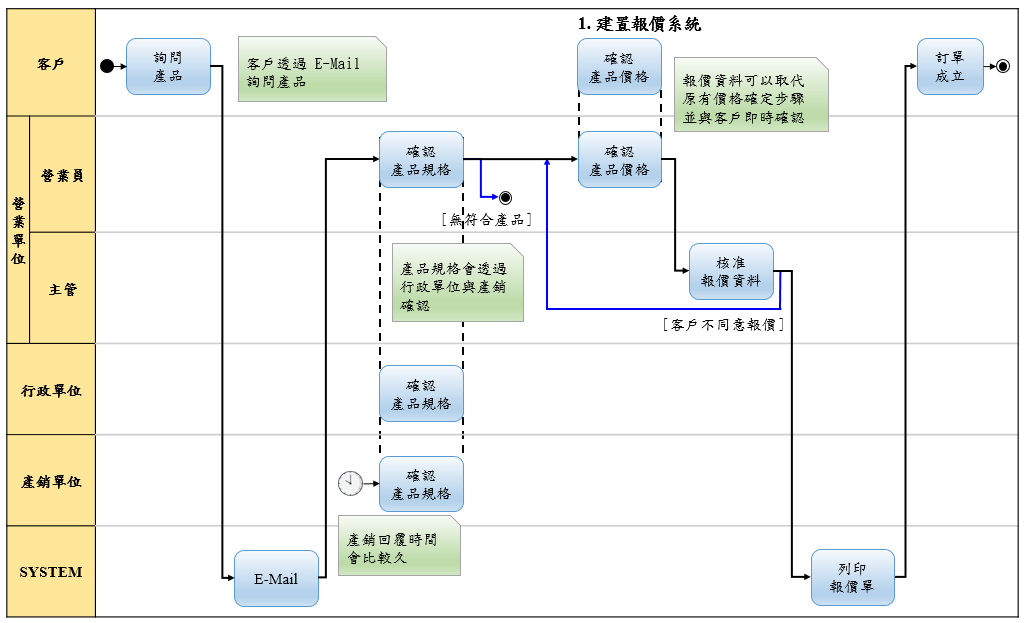 1. 建置報價系統
客戶
詢問
產品
客戶透過 E-Mail
詢問產品
確認
產品價格
報價資料可以取代
原有價格確定步驟
並與客戶即時確認
訂單
成立
營業單位
營業員
確認
產品規格
確認
產品價格
[無符合產品]
主管
產品規格會透過
行政單位與產銷
確認
核准
報價資料
[客戶不同意報價]
行政單位
確認
產品規格
產銷單位
確認
產品規格
產銷回覆時間
會比較久
SYSTEM
E-Mail
列印
報價單